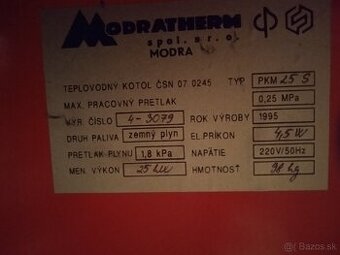 MODRATHERM
spol. s r. o.
MODRA
TEPLOVODNÝ KOTOL ČSN 07 0245 TYP PKM 25 S
MAX. PRACOVNÝ PRETLAK 0,25 MPa
VÝR. ČÍSLO 4-3079 ROK VÝROBY 1995
DRUH PALIVA zemný plyn EL. PRÍKON 4,5 W
PRETLAK PLYNU 1,8 kPa NAPÄTIE 220V/50Hz
MEN. VÝKON 25 kW HMOTNOSŤ kg
© Bazos.sk